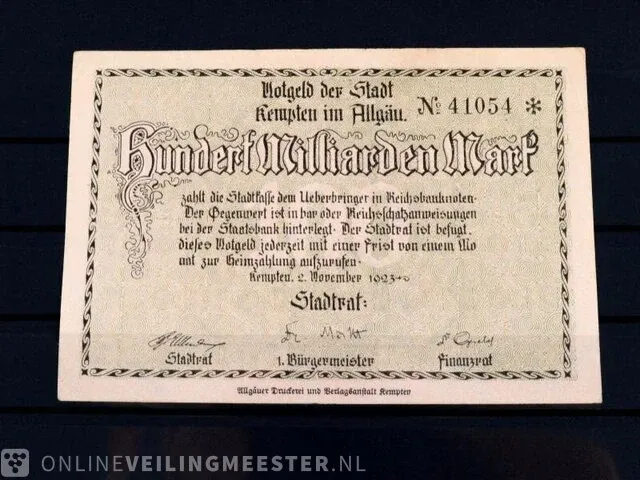 Notgeld der Stadt
Kempten im Allgäu.
№ 41054 *
Hundert Milliarden Mark
zahlt die Stadtkasse dem Ueberbringer in Reichsbanknoten.
Der Gegenwert ist in bar oder Reichsschatzanweisungen
bei der Staatsbank hinterlegt. Der Stadtrat ist befugt,
dieses Notgeld jederzeit mit einer Frist von einem Mo
nat zur Heimzahlung aufzurufen.
Kempten, 2. November 1923
Stadtrat:
Stadtrat
1. Bürgermeister
Finanzrat
Allgäuer Druckerei und Verlagsanstalt Kempten
ONLINEVEILINGMEESTER.NL